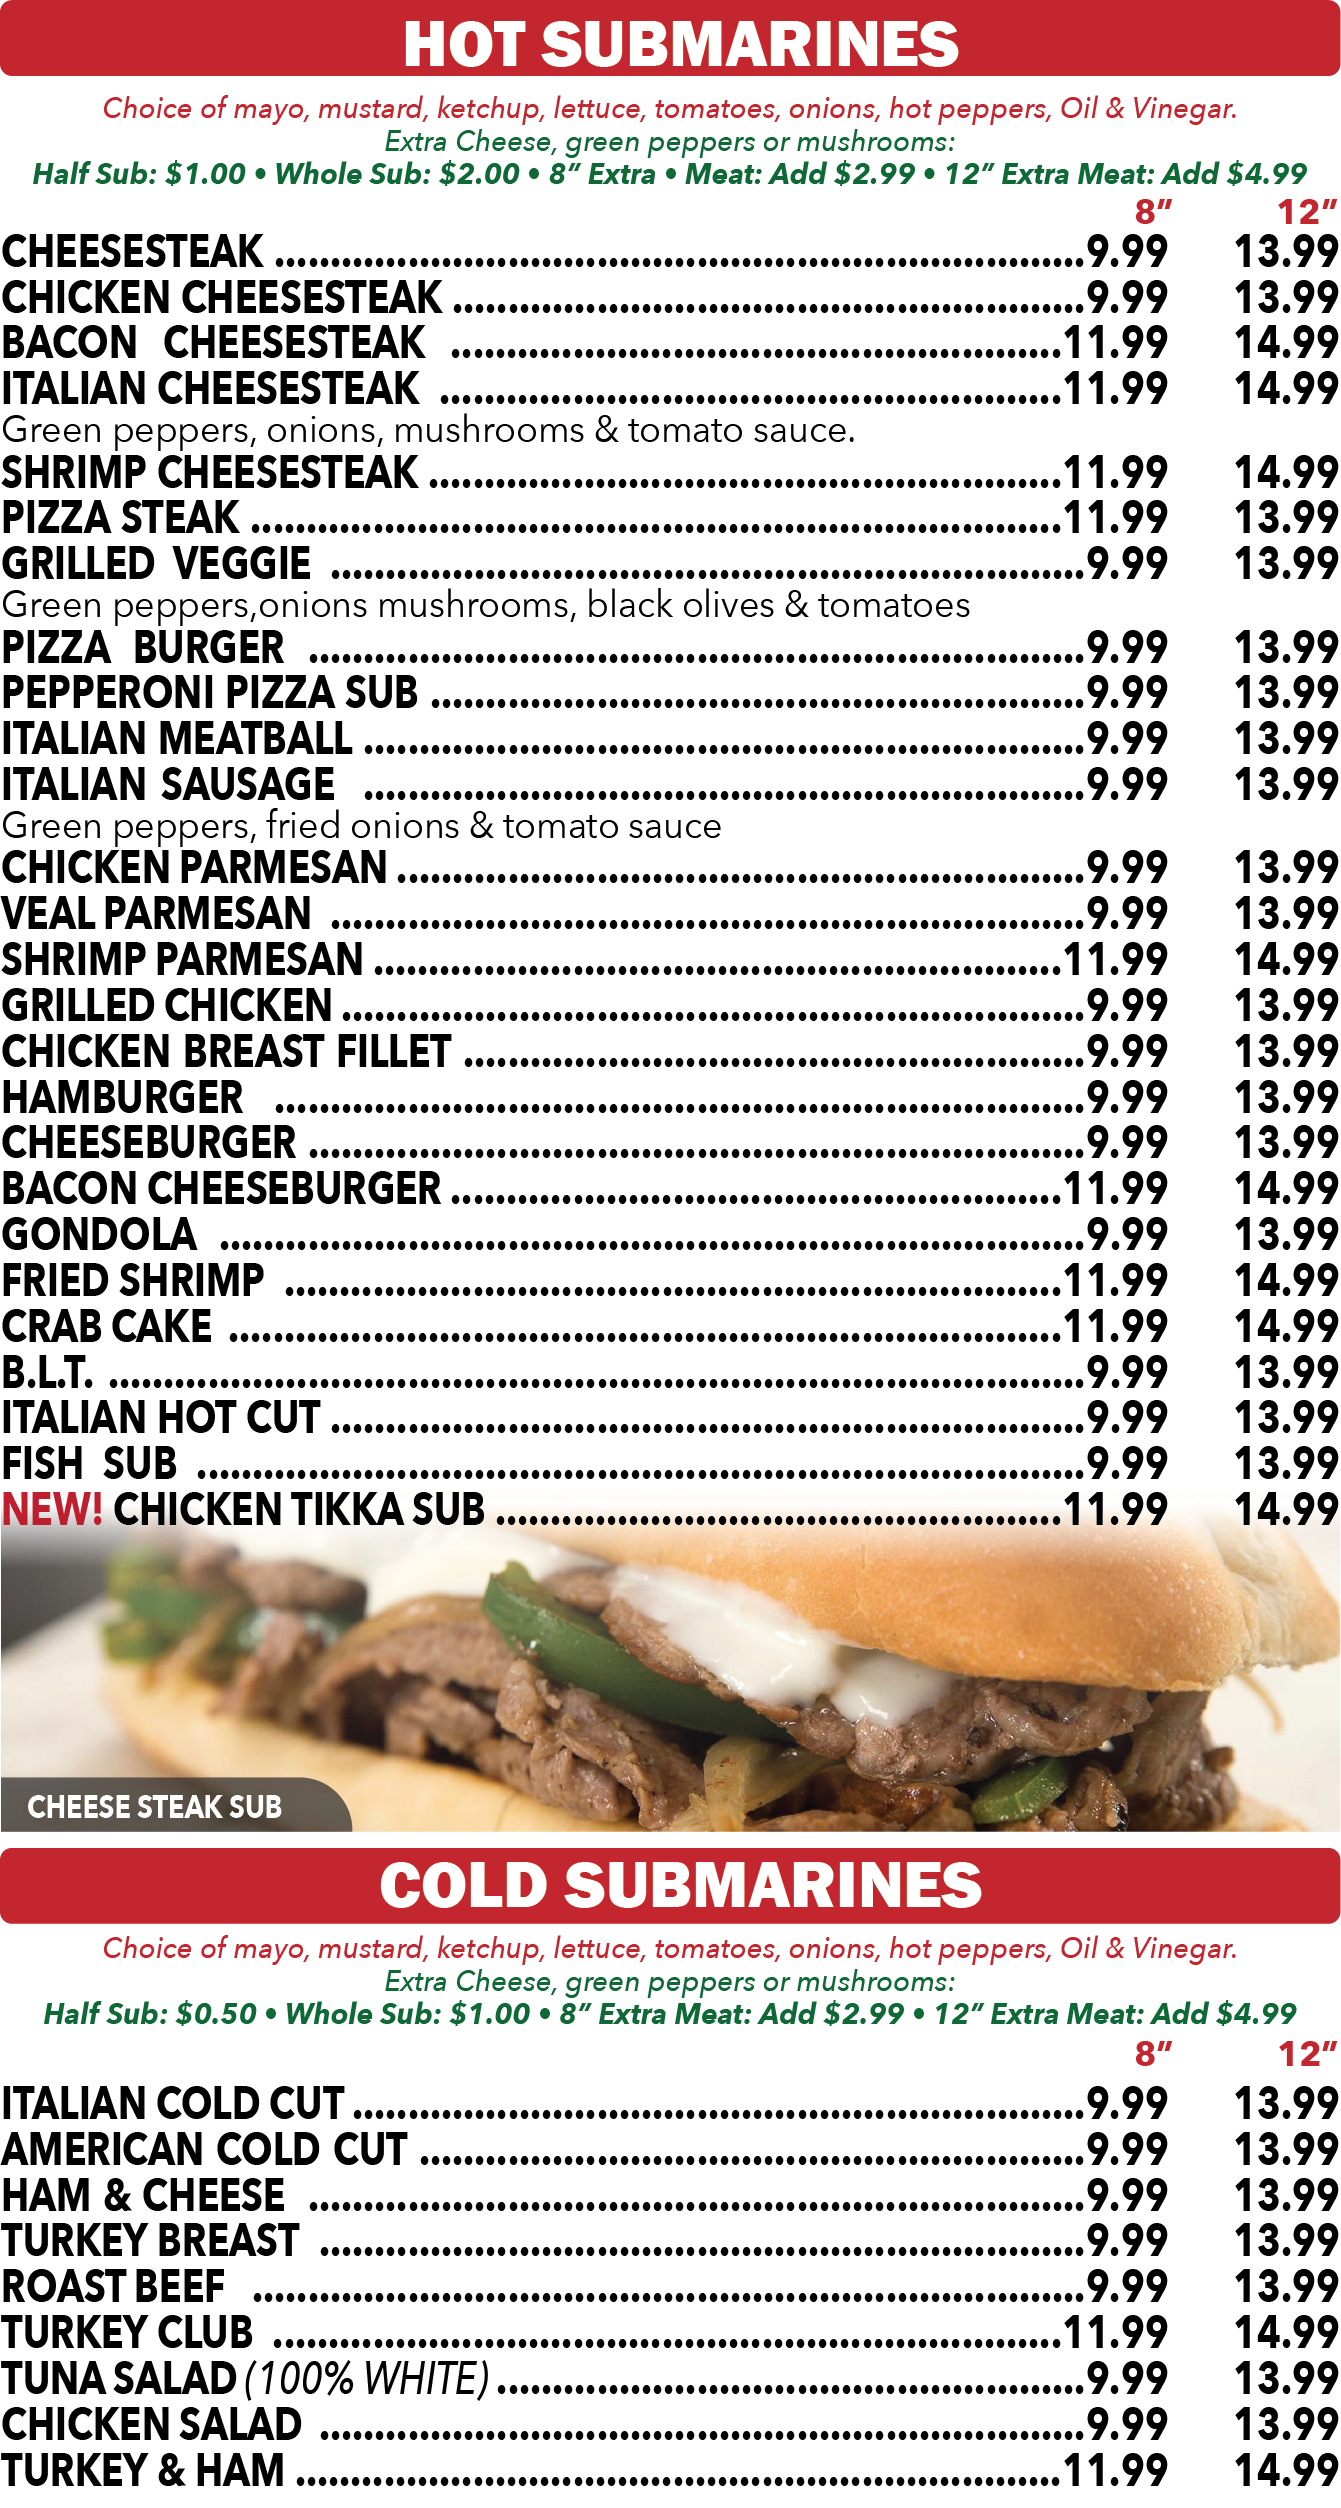 HOT SUBMARINES
Choice of mayo, mustard, ketchup, lettuce, tomatoes, onions, hot peppers, Oil & Vinegar.
Extra Cheese, green peppers or mushrooms:
Half Sub: $1.00 • Whole Sub: $2.00 • 8” Extra • Meat: Add $2.99 • 12” Extra Meat: Add $4.99
8” 12”
CHEESESTEAK ........................................................................9.99 13.99
CHICKEN CHEESESTEAK ........................................................9.99 13.99
BACON CHEESESTEAK ......................................................11.99 14.99
ITALIAN CHEESESTEAK .......................................................11.99 14.99
Green peppers, onions, mushrooms & tomato sauce.
SHRIMP CHEESESTEAK ........................................................11.99 14.99
PIZZA STEAK ........................................................................11.99 13.99
GRILLED VEGGIE ...................................................................9.99 13.99
Green peppers,onions mushrooms, black olives & tomatoes
PIZZA BURGER .....................................................................9.99 13.99
PEPPERONI PIZZA SUB ..........................................................9.99 13.99
ITALIAN MEATBALL ................................................................9.99 13.99
ITALIAN SAUSAGE ................................................................9.99 13.99
Green peppers, fried onions & tomato sauce
CHICKEN PARMESAN .............................................................9.99 13.99
VEAL PARMESAN ...................................................................9.99 13.99
SHRIMP PARMESAN .............................................................11.99 14.99
GRILLED CHICKEN ..................................................................9.99 13.99
CHICKEN BREAST FILLET .......................................................9.99 13.99
HAMBURGER ........................................................................9.99 13.99
CHEESEBURGER .....................................................................9.99 13.99
BACON CHEESEBURGER ......................................................11.99 14.99
GONDOLA .............................................................................9.99 13.99
FRIED SHRIMP .....................................................................11.99 14.99
CRAB CAKE ..........................................................................11.99 14.99
B.L.T. .......................................................................................9.99 13.99
ITALIAN HOT CUT ...................................................................9.99 13.99
FISH SUB ...............................................................................9.99 13.99
NEW! CHICKEN TIKKA SUB ..................................................11.99 14.99
CHEESE STEAK SUB
COLD SUBMARINES
Choice of mayo, mustard, ketchup, lettuce, tomatoes, onions, hot peppers, Oil & Vinegar.
Extra Cheese, green peppers or mushrooms:
Half Sub: $0.50 • Whole Sub: $1.00 • 8” Extra Meat: Add $2.99 • 12” Extra Meat: Add $4.99
8” 12”
ITALIAN COLD CUT .................................................................9.99 13.99
AMERICAN COLD CUT ...........................................................9.99 13.99
HAM & CHEESE .....................................................................9.99 13.99
TURKEY BREAST ....................................................................9.99 13.99
ROAST BEEF ..........................................................................9.99 13.99
TURKEY CLUB ......................................................................11.99 14.99
TUNA SALAD (100% WHITE) ....................................................9.99 13.99
CHICKEN SALAD ....................................................................9.99 13.99
TURKEY & HAM ....................................................................11.99 14.99